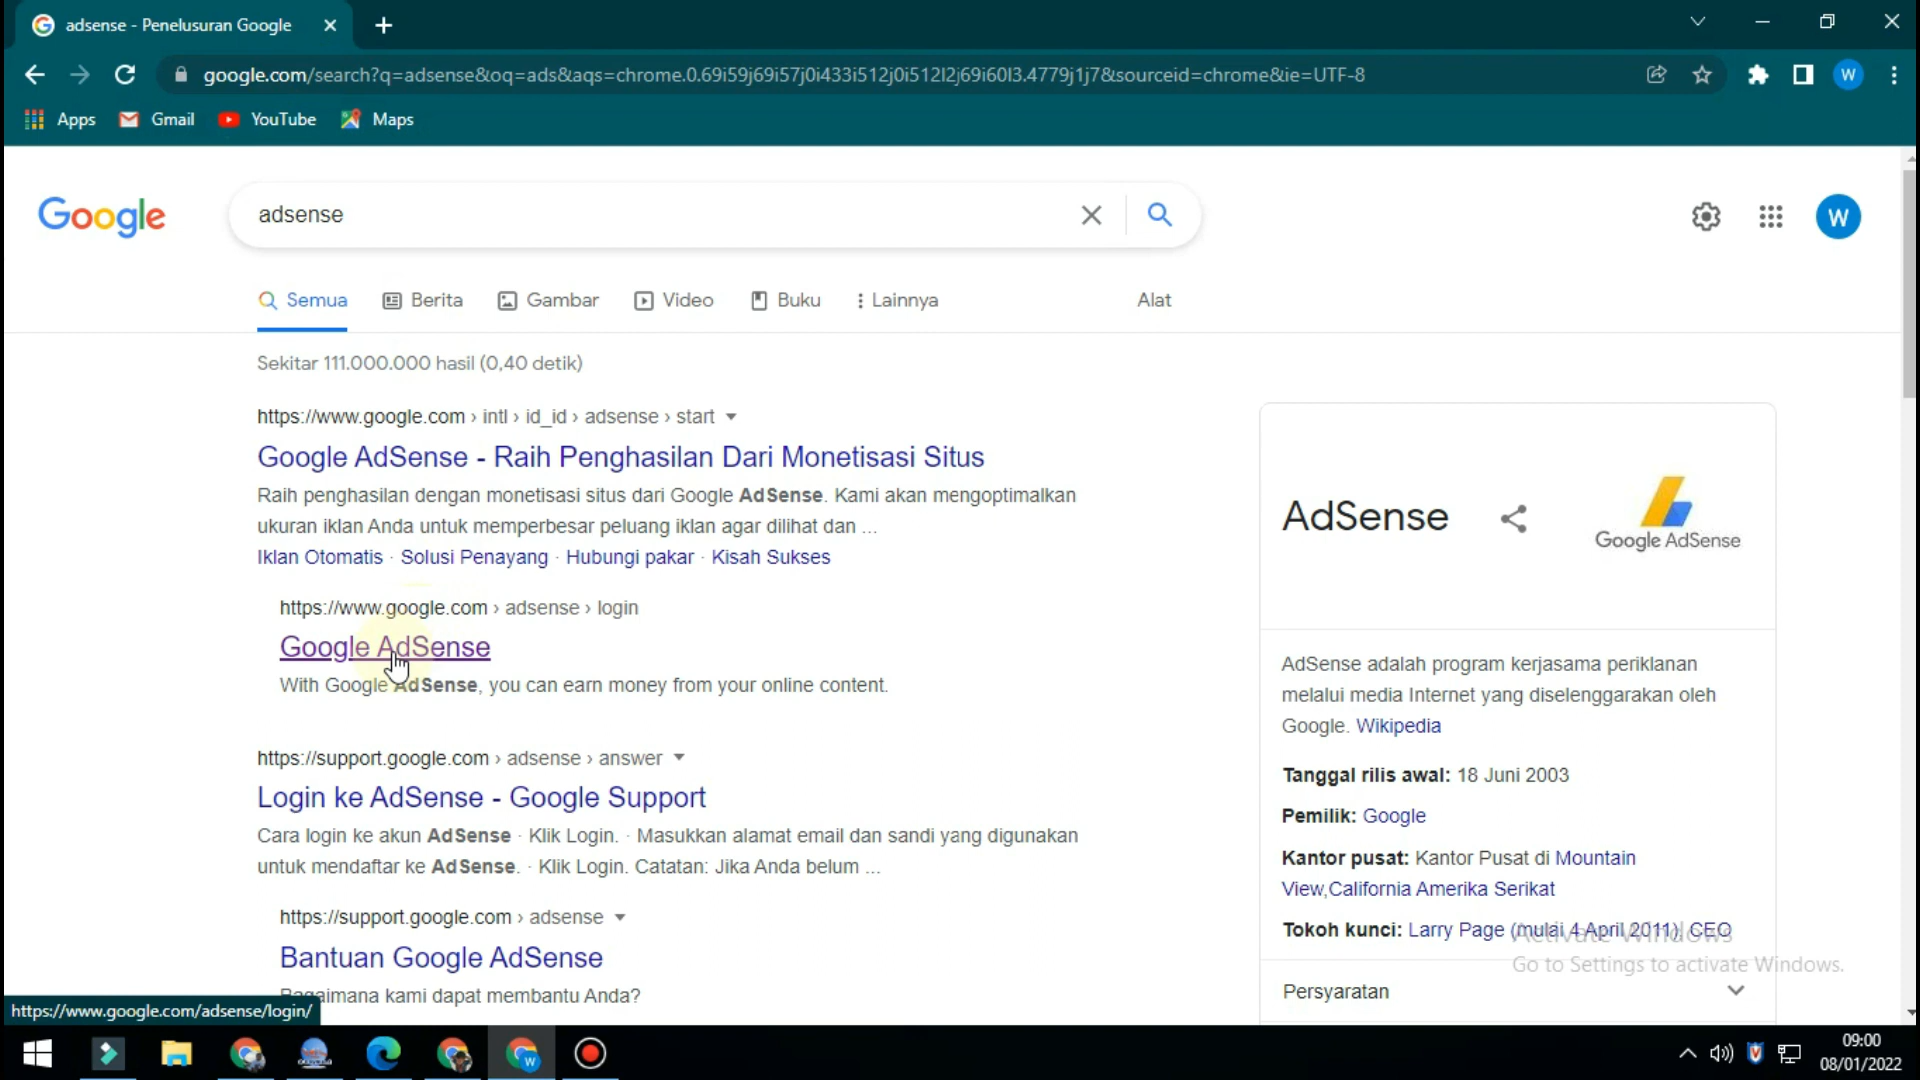 adsense - Penelusuran Google
google.com/search?q=adsense&oq=ads&aqs=chrome.0.69i59j69i57j0i433i512j0i512l2j69i60l3.4779j1j7&sourceid=chrome&ie=UTF-8
W
Apps Gmail YouTube Maps
Google
adsense
W
Semua Berita Gambar Video Buku Lainnya Alat
Sekitar 111.000.000 hasil (0,40 detik)
https://www.google.com › intl › id_id › adsense › start
Google AdSense - Raih Penghasilan Dari Monetisasi Situs
Raih penghasilan dengan monetisasi situs dari Google AdSense. Kami akan mengoptimalkan
ukuran iklan Anda untuk memperbesar peluang iklan agar dilihat dan ...
Iklan Otomatis · Solusi Penayang · Hubungi pakar · Kisah Sukses
https://www.google.com › adsense › login
Google AdSense
With Google AdSense, you can earn money from your online content.
https://support.google.com › adsense › answer
Login ke AdSense - Google Support
Cara login ke akun AdSense · Klik Login. · Masukkan alamat email dan sandi yang digunakan
untuk mendaftar ke AdSense. · Klik Login. Catatan: Jika Anda belum ...
https://support.google.com › adsense
Bantuan Google AdSense
Bagaimana kami dapat membantu Anda?
AdSense
Google AdSense
AdSense adalah program kerjasama periklanan
melalui media Internet yang diselenggarakan oleh
Google. Wikipedia
Tanggal rilis awal: 18 Juni 2003
Pemilik: Google
Kantor pusat: Kantor Pusat di Mountain
View,California Amerika Serikat
Tokoh kunci: Larry Page (mulai 4 April 2011), CEO
Persyaratan
Activate Windows
Go to Settings to activate Windows.
https://www.google.com/adsense/login/
W
09:00
08/01/2022